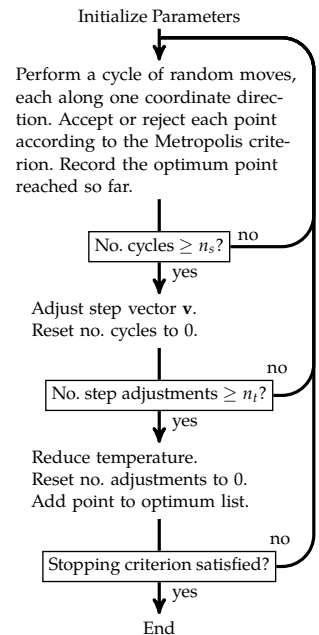 Initialize Parameters
Perform a cycle of random moves,
each along one coordinate direc-
tion. Accept or reject each point
according to the Metropolis crite-
rion. Record the optimum point
reached so far.
No. cycles ≥ nₛ?
no
yes
Adjust step vector v.
Reset no. cycles to 0.
no
No. step adjustments ≥ nₜ?
yes
Reduce temperature.
Reset no. adjustments to 0.
Add point to optimum list.
no
Stopping criterion satisfied?
yes
End